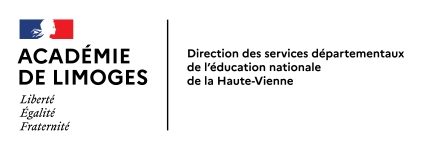 ACADÉMIE
DE LIMOGES
Liberté
Égalité
Fraternité
Direction des services départementaux
de l'éducation nationale
de la Haute-Vienne